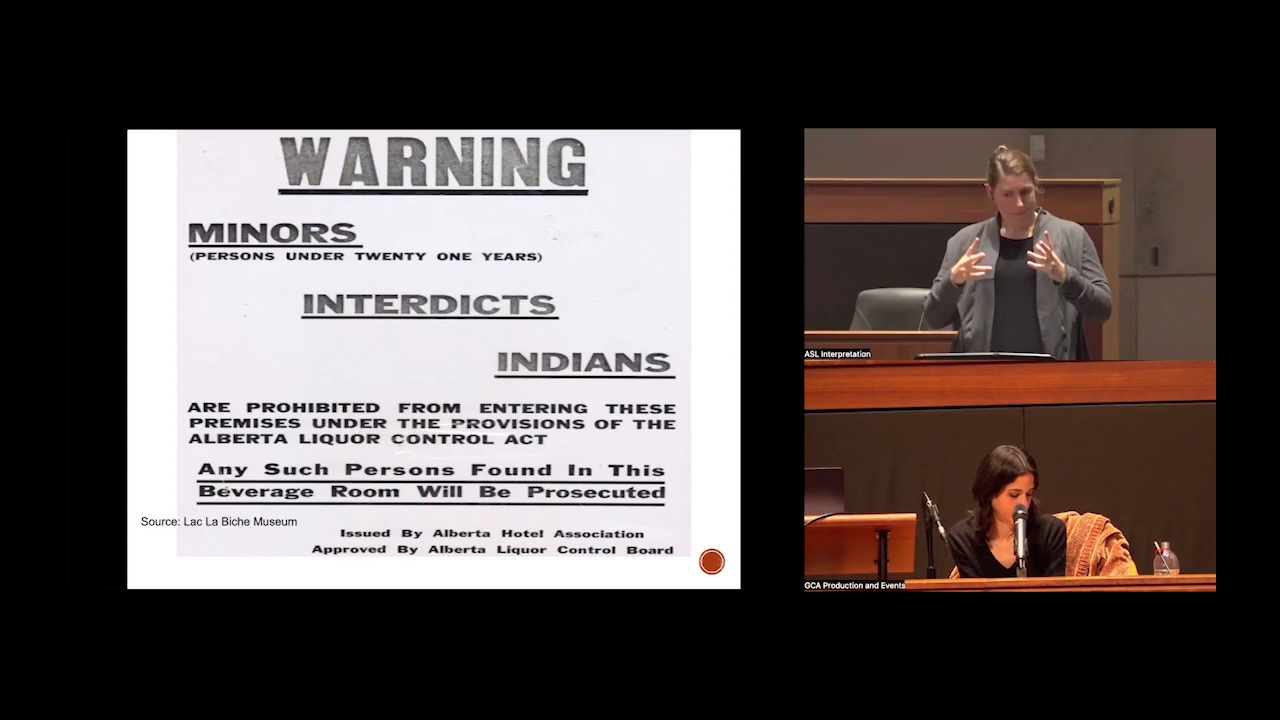 WARNING
MINORS
(PERSONS UNDER TWENTY ONE YEARS)
INTERDICTS
INDIANS
ARE PROHIBITED FROM ENTERING THESE
PREMISES UNDER THE PROVISIONS OF THE
ALBERTA LIQUOR CONTROL ACT
Any Such Persons Found In This
Beverage Room Will Be Prosecuted
Source: Lac La Biche Museum
Issued By Alberta Hotel Association
Approved By Alberta Liquor Control Board
ASL Interpretation
GCA Production and Events